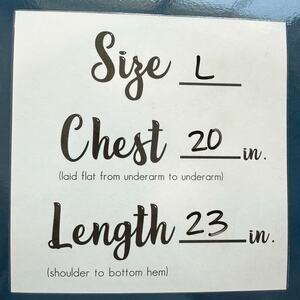 Size L
Chest 20 in.
(laid flat from underarm to underarm)
Length 23 in.
(shoulder to bottom hem)